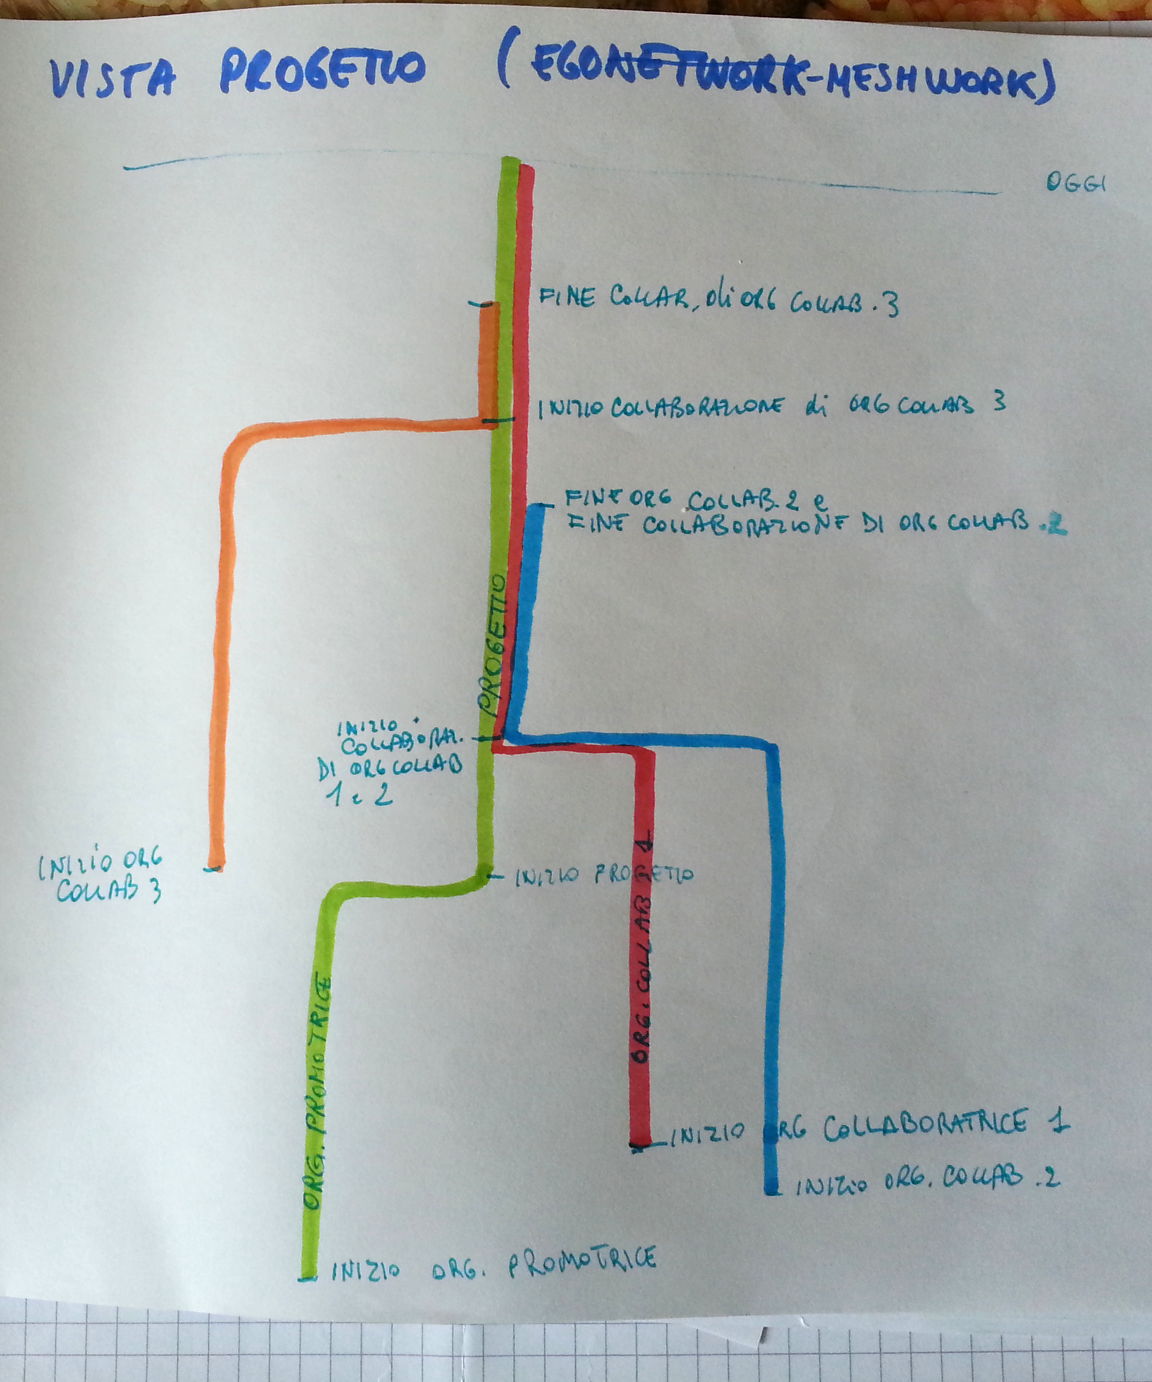 VISTA PROGETTO (EGONETWORK-MESHWORK)
OGGI
FINE COLLAB. di ORG COLLAB. 3
INIZIO COLLABORAZIONE di ORG COLLAB 3
FINE ORG COLLAB. 2 e
FINE COLLABORAZIONE DI ORG COLLAB. 2
PROGETTO
INIZIO
COLLABORAZ.
DI ORG COLLAB
1 e 2
INIZIO ORG
COLLAB 3
INIZIO PROGETTO
ORG. COLLAB 1
ORG. PROMOTRICE
INIZIO ORG COLLABORATRICE 1
INIZIO ORG. COLLAB. 2
INIZIO ORG. PROMOTRICE